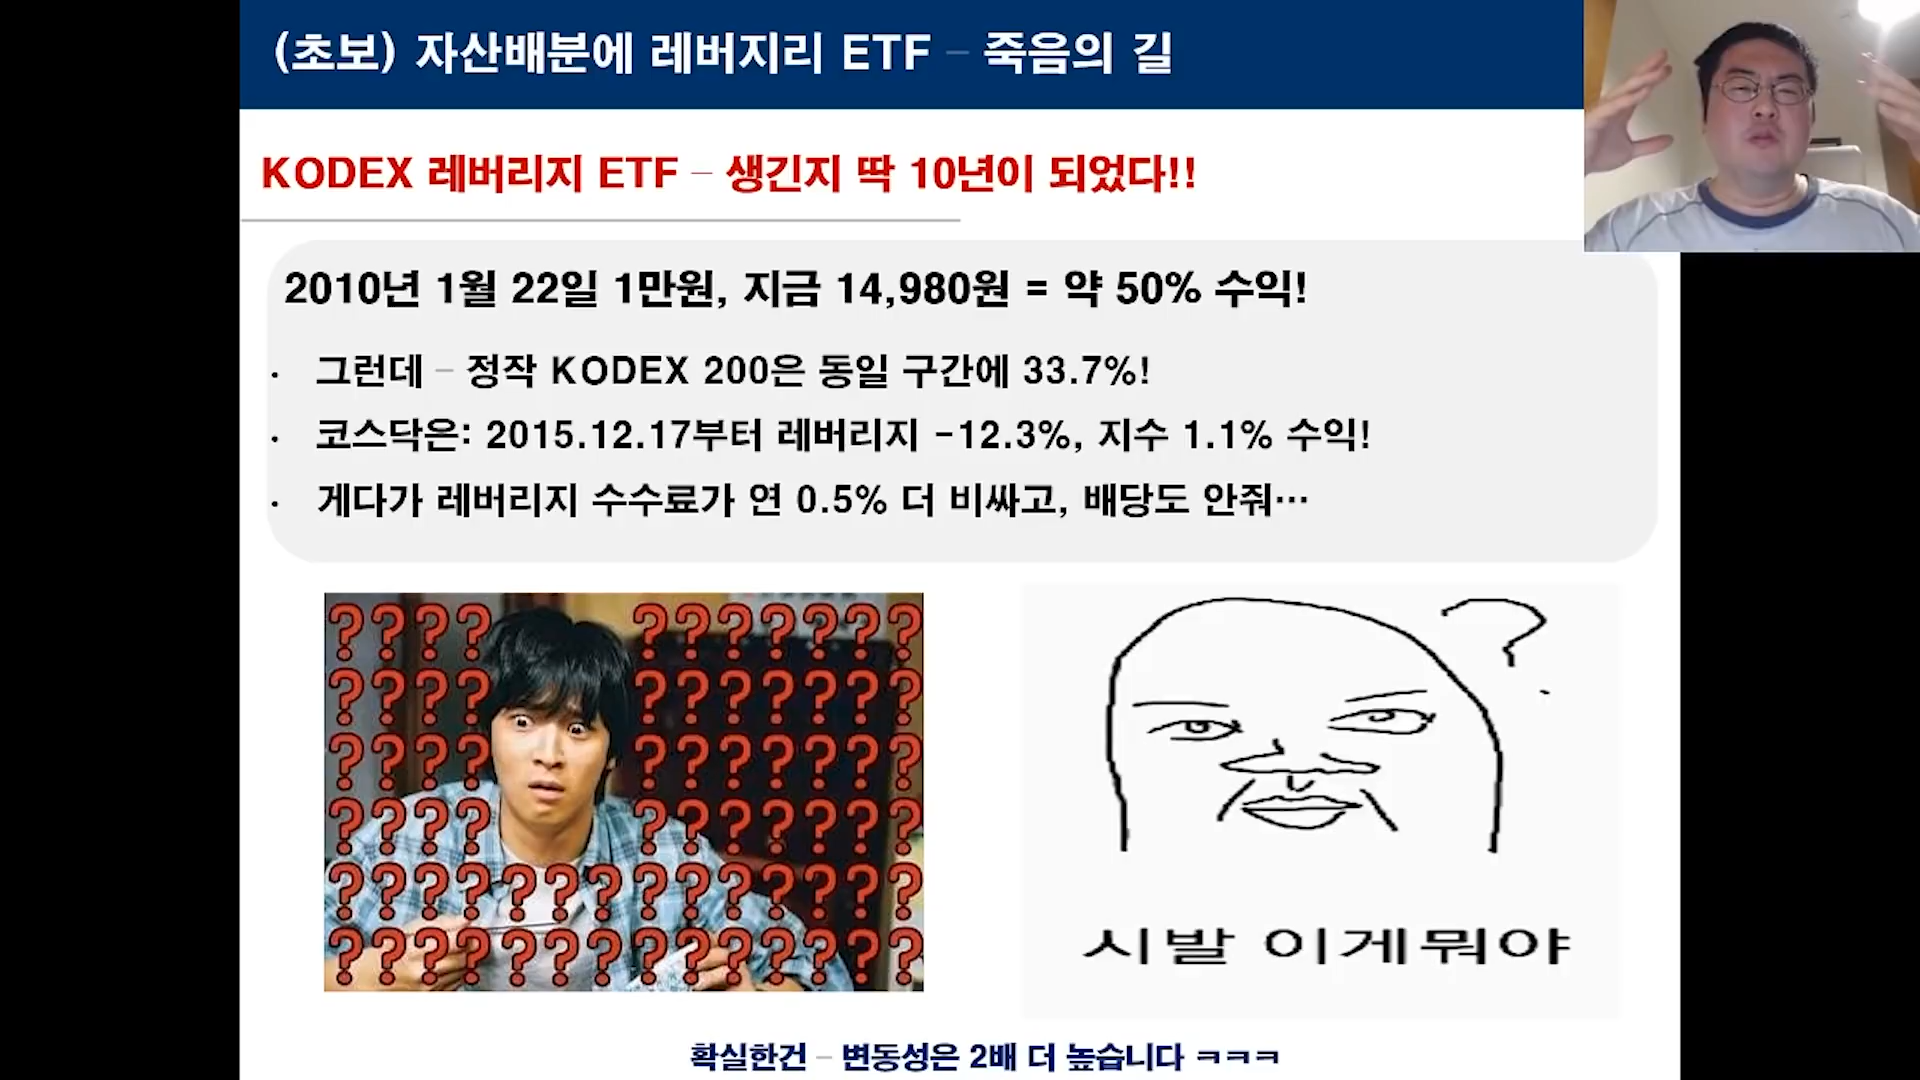 (초보) 자산배분에 레버지리 ETF – 죽음의 길
KODEX 레버리지 ETF – 생긴지 딱 10년이 되었다!!
2010년 1월 22일 1만원, 지금 14,980원 = 약 50% 수익!
· 그런데 – 정작 KODEX 200은 동일 구간에 33.7%!
· 코스닥은: 2015.12.17부터 레버리지 -12.3%, 지수 1.1% 수익!
· 게다가 레버리지 수수료가 연 0.5% 더 비싸고, 배당도 안줘…
????	???????
????	???????
????	???????
????	???????
??????????????
??????????????
?
시발 이게뭐야
확실한건 – 변동성은 2배 더 높습니다 ㅋㅋㅋ